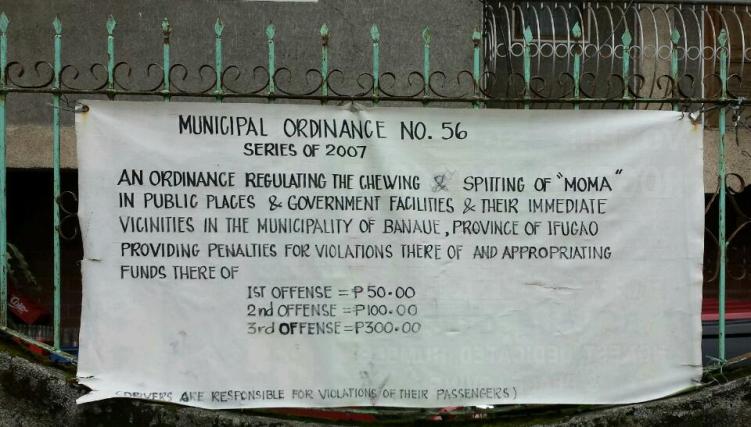 MUNICIPAL ORDINANCE NO. 56
SERIES OF 2007
AN ORDINANCE REGULATING THE CHEWING & SPITTING OF "MOMA"
IN PUBLIC PLACES & GOVERNMENT FACILITIES & THEIR IMMEDIATE
VICINITIES IN THE MUNICIPALITY OF BANAUE, PROVINCE OF IFUGAO
PROVIDING PENALTIES FOR VIOLATIONS THERE OF AND APPROPRIATING
FUNDS THERE OF
1ST OFFENSE = ₱50.00
2nd OFFENSE = ₱100.00
3rd OFFENSE = ₱300.00
(DRIVERS ARE RESPONSIBLE FOR VIOLATIONS OF THEIR PASSENGERS)
Coke